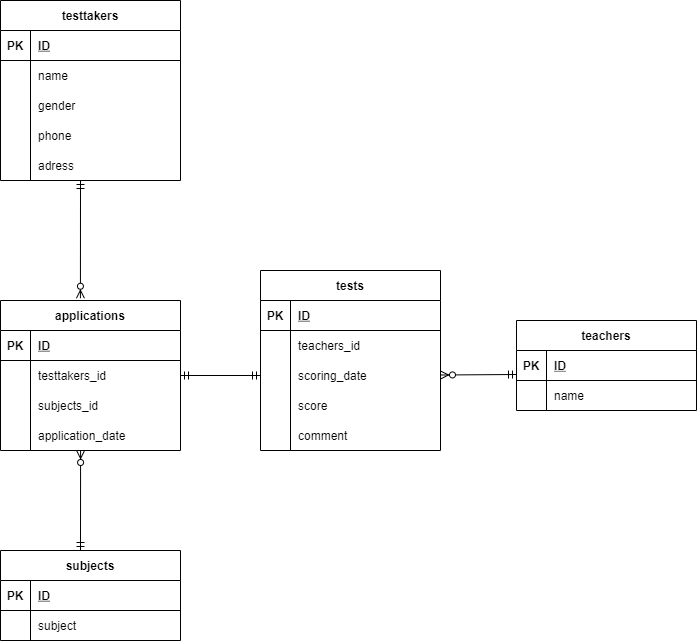 testtakers
PK ID
name
gender
phone
adress
applications
PK ID
testtakers_id
subjects_id
application_date
tests
PK ID
teachers_id
scoring_date
score
comment
teachers
PK ID
name
subjects
PK ID
subject